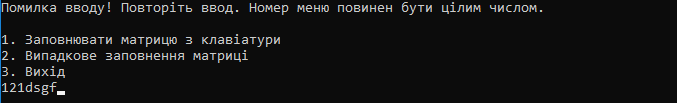 Помилка вводу! Повторіть ввод. Номер меню повинен бути цілим числом.
1. Заповнювати матрицю з клавіатури
2. Випадкове заповнення матриці
3. Вихід
121dsgf